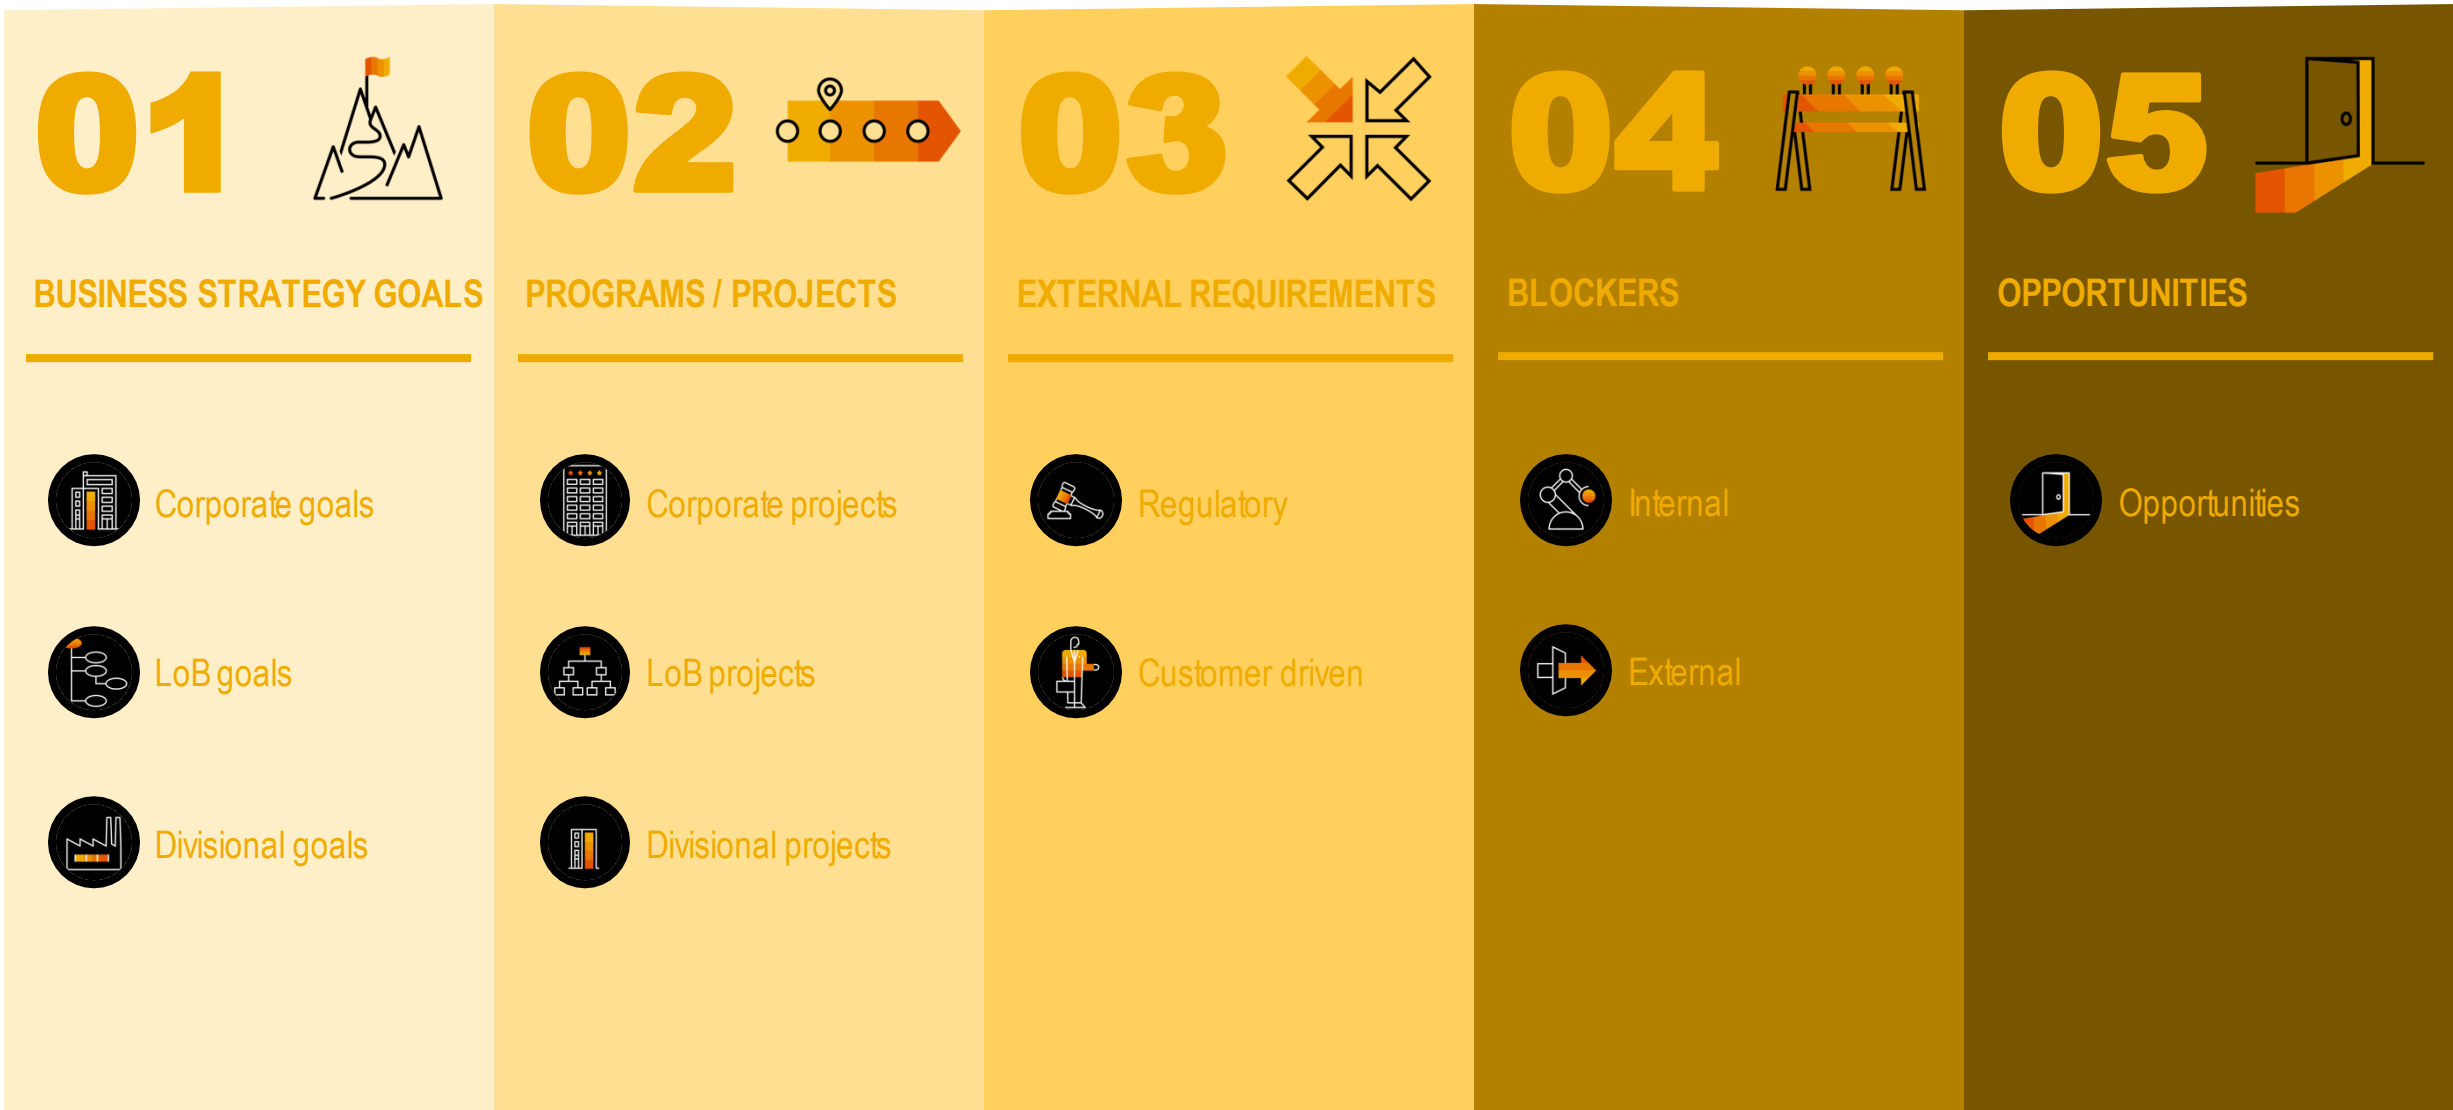 01
BUSINESS STRATEGY GOALS
Corporate goals
LoB goals
Divisional goals
02
PROGRAMS / PROJECTS
Corporate projects
LoB projects
Divisional projects
03
EXTERNAL REQUIREMENTS
Regulatory
Customer driven
04
BLOCKERS
Internal
External
05
OPPORTUNITIES
Opportunities